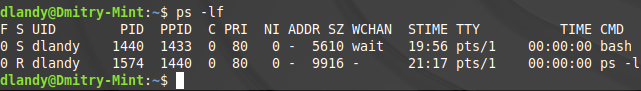 dlandy@Dmitry-Mint:~$ ps -lf
F S UID        PID  PPID  C PRI  NI ADDR SZ WCHAN  STIME TTY          TIME CMD
0 S dlandy    1440  1433  0  80   0 -  5610 wait   19:56 pts/1    00:00:00 bash
0 R dlandy    1574  1440  0  80   0 -  9916 -      21:17 pts/1    00:00:00 ps -l
dlandy@Dmitry-Mint:~$